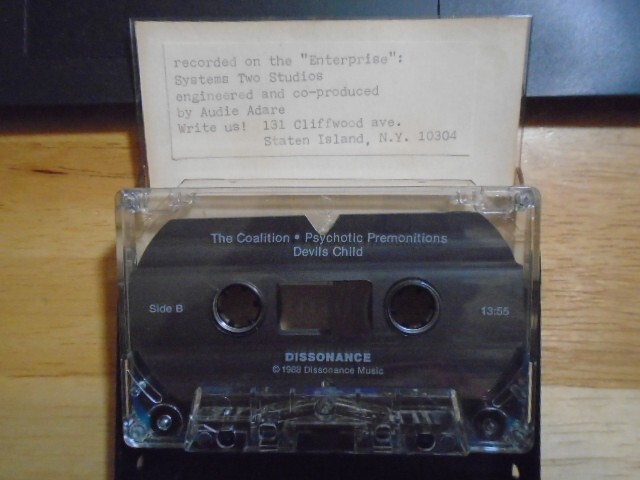 recorded on the "Enterprise":
Systems Two Studios
engineered and co-produced
by Audie Adare
Write us! 131 Cliffwood ave.
Staten Island, N.Y. 10304
The Coalition • Psychotic Premonitions
Devils Child
Side B
13:55
DISSONANCE
© 1988 Dissonance Music